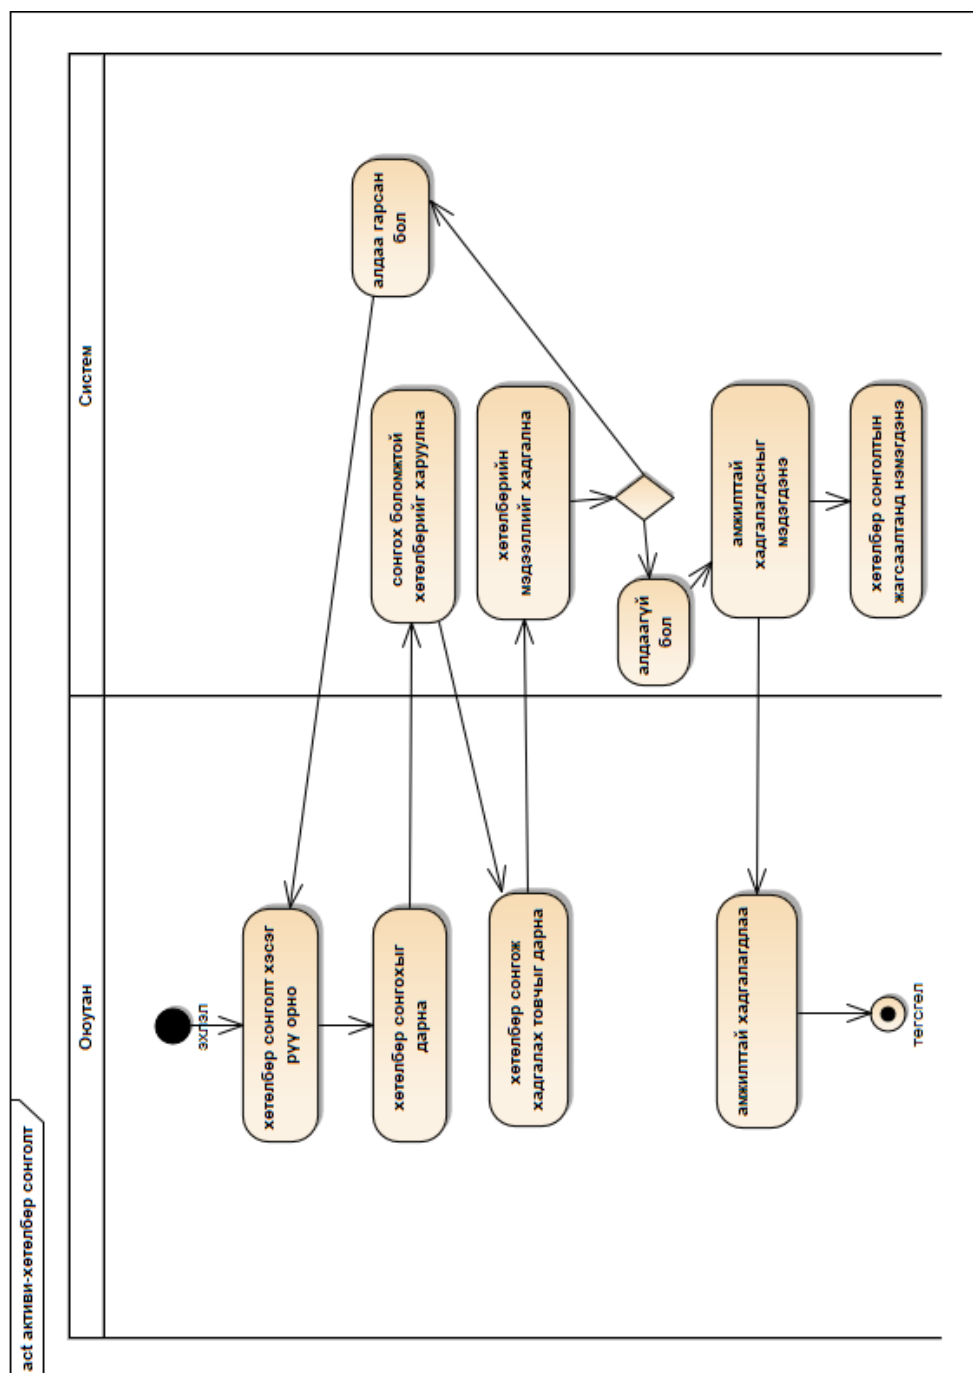 act активи-хөтөлбөр сонголт
Оюутан
Систем
эхлэл
хөтөлбөр сонголт хэсэг
рүү орно
хөтөлбөр сонгохыг
дарна
сонгох боломжтой
хөтөлбөрийг харуулна
хөтөлбөр сонгож
хадгалах товчыг дарна
хөтөлбөрийн
мэдээллийг хадгална
алдаа гарсан
бол
алдаагүй
бол
амжилттай
хадгалагдсныг
мэдэгдэнэ
амжилттай хадгалагдлаа
хөтөлбөр сонголтын
жагсаалтанд нэмэгдэнэ
төгсгөл